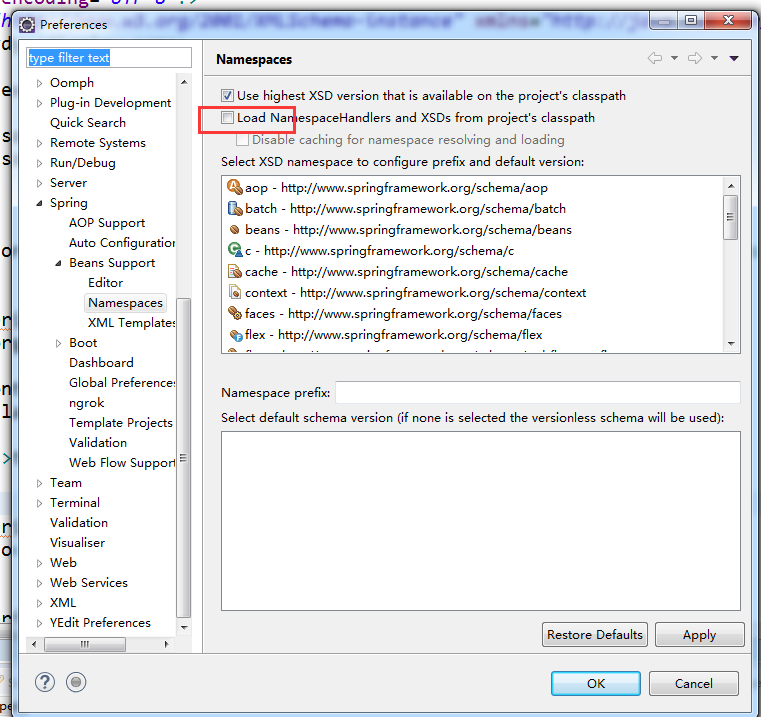 encoding="UTF-8"?>
w3.org/2001/XMLSchema-instance"
Preferences
type filter text
Oomph
Plug-in Development
Quick Search
Remote Systems
Run/Debug
Server
Spring
AOP Support
Auto Configuration
Beans Support
Editor
Namespaces
XML Templates
Boot
Dashboard
Global Preferences
ngrok
Template Projects
Validation
Web Flow Support
Team
Terminal
Validation
Visualiser
Web
Web Services
XML
YEdit Preferences
Namespaces
Use highest XSD version that is available on the project's classpath
Load NamespaceHandlers and XSDs from project's classpath
Disable caching for namespace resolving and loading
Select XSD namespace to configure prefix and default version:
aop - http://www.springframework.org/schema/aop
batch - http://www.springframework.org/schema/batch
beans - http://www.springframework.org/schema/beans
c - http://www.springframework.org/schema/c
cache - http://www.springframework.org/schema/cache
context - http://www.springframework.org/schema/context
faces - http://www.springframework.org/schema/faces
flex - http://www.springframework.org/schema/flex
Namespace prefix:
Select default schema version (if none is selected the versionless schema will be used):
Restore Defaults
Apply
OK
Cancel